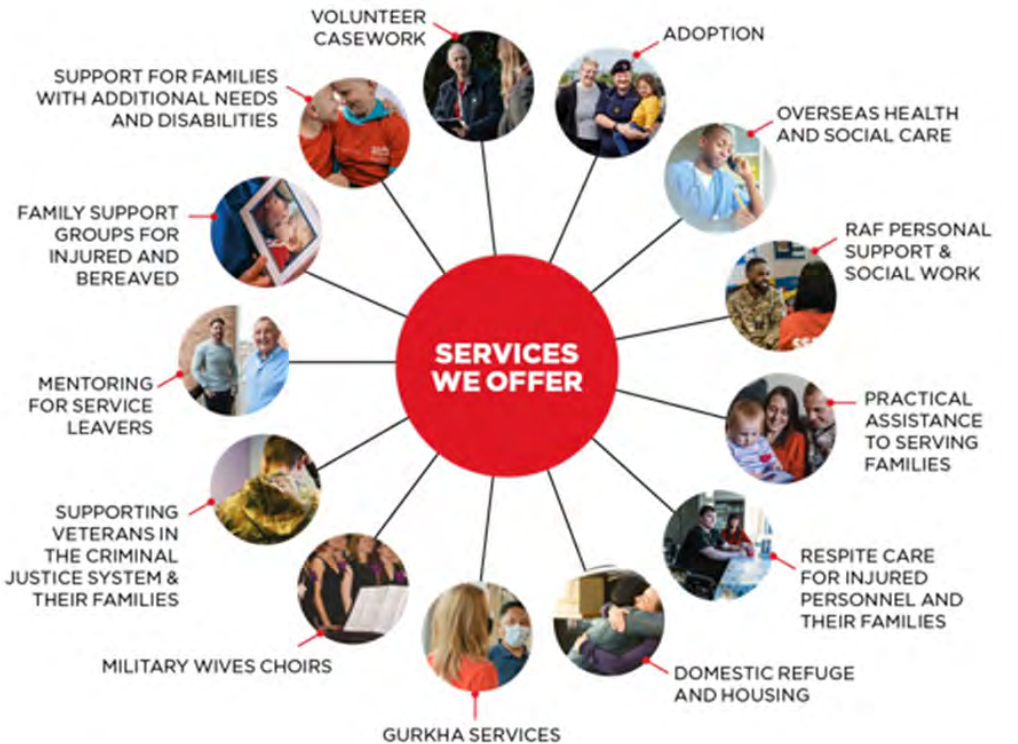 SERVICES
WE OFFER
VOLUNTEER
CASEWORK
ADOPTION
OVERSEAS HEALTH
AND SOCIAL CARE
RAF PERSONAL
SUPPORT &
SOCIAL WORK
PRACTICAL
ASSISTANCE
TO SERVING
FAMILIES
RESPITE CARE
FOR INJURED
PERSONNEL AND
THEIR FAMILIES
DOMESTIC REFUGE
AND HOUSING
GURKHA SERVICES
MILITARY WIVES CHOIRS
SUPPORTING
VETERANS IN
THE CRIMINAL
JUSTICE SYSTEM &
THEIR FAMILIES
MENTORING
FOR SERVICE
LEAVERS
FAMILY SUPPORT
GROUPS FOR
INJURED AND
BEREAVED
SUPPORT FOR FAMILIES
WITH ADDITIONAL NEEDS
AND DISABILITIES